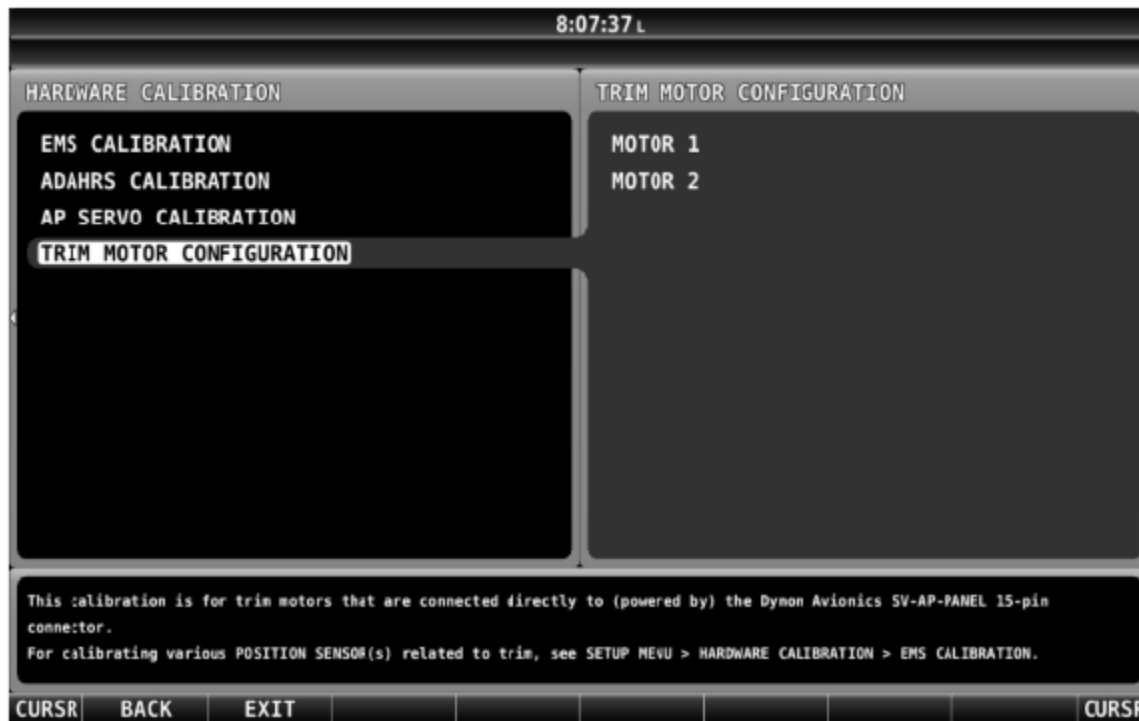 8:07:37 L
HARDWARE CALIBRATION
EMS CALIBRATION
ADAHRS CALIBRATION
AP SERVO CALIBRATION
TRIM MOTOR CONFIGURATION
TRIM MOTOR CONFIGURATION
MOTOR 1
MOTOR 2
This calibration is for trim motors that are connected directly to (powered by) the Dynon Avionics SV-AP-PANEL 15-pin
connector.
For calibrating various POSITION SENSOR(s) related to trim, see SETUP MENU > HARDWARE CALIBRATION > EMS CALIBRATION.
CURSR BACK EXIT CURSR